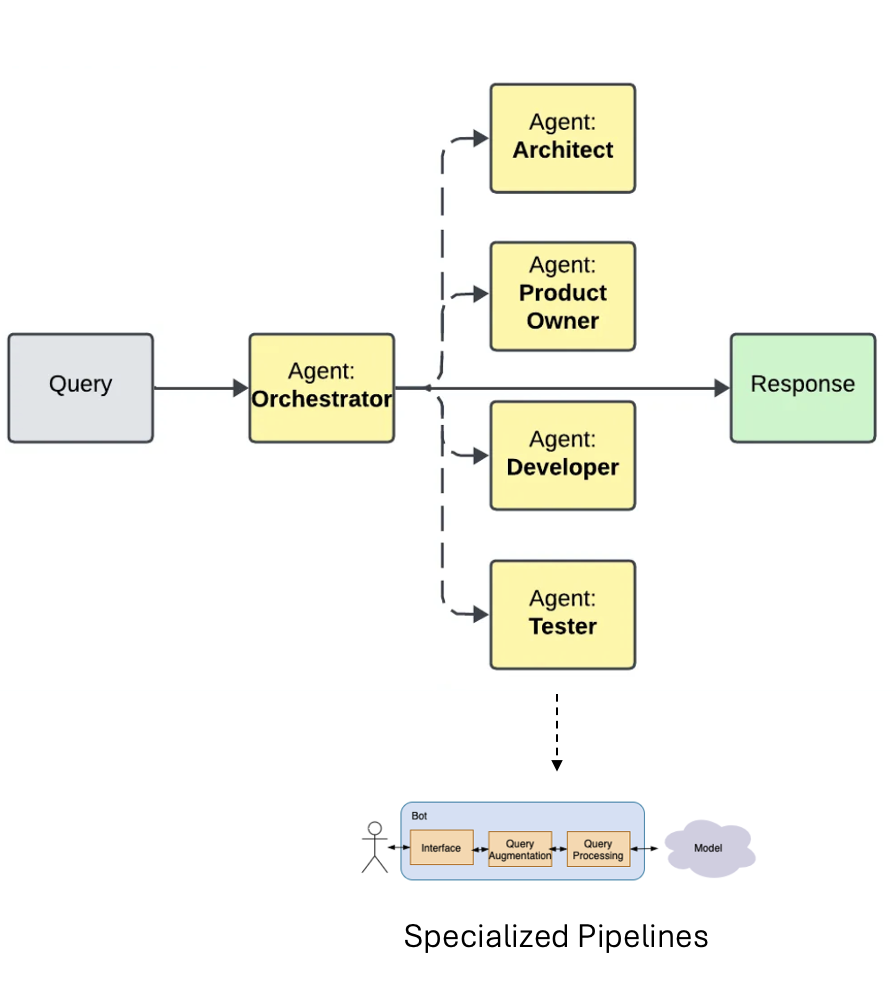 Agent:
Architect
Agent:
Product
Owner
Query
Agent:
Orchestrator
Response
Agent:
Developer
Agent:
Tester
Bot
Interface
Query
Augmentation
Query
Processing
Model
Specialized Pipelines